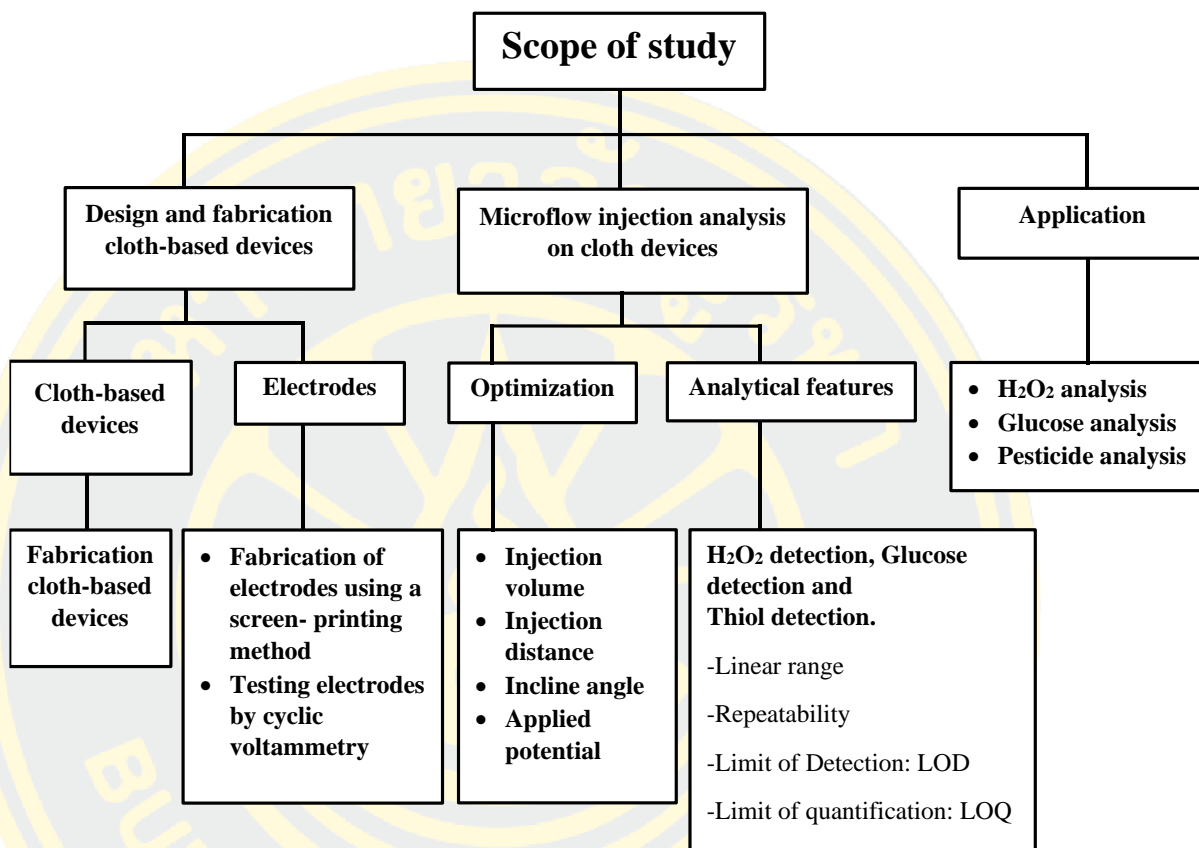 Scope of study
Design and fabrication
cloth-based devices
Microflow injection analysis
on cloth devices
Application
Cloth-based
devices
Electrodes
Optimization
Analytical features
• H2O2 analysis
• Glucose analysis
• Pesticide analysis
Fabrication
cloth-based
devices
• Fabrication of
electrodes using a
screen- printing
method
• Testing electrodes
by cyclic
voltammetry
• Injection
volume
• Injection
distance
• Incline angle
• Applied
potential
H2O2 detection, Glucose
detection and
Thiol detection.
-Linear range
-Repeatability
-Limit of Detection: LOD
-Limit of quantification: LOQ